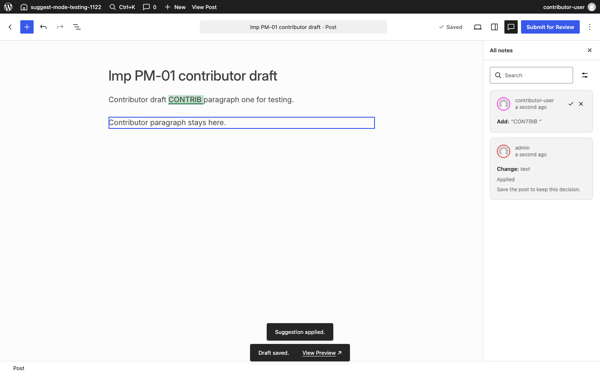 suggest-mode-testing-1122 Ctrl+K 0 New View Post contributor-user
Imp PM-01 contributor draft · Post
Saved
Submit for Review
All notes
Imp PM-01 contributor draft
Search
Contributor draft CONTRIB paragraph one for testing.
contributor-user
a second ago
Add: "CONTRIB "
Contributor paragraph stays here.
admin
a second ago
Change: text
Applied
Save the post to keep this decision.
Suggestion applied.
Draft saved. View Preview ↗
Post